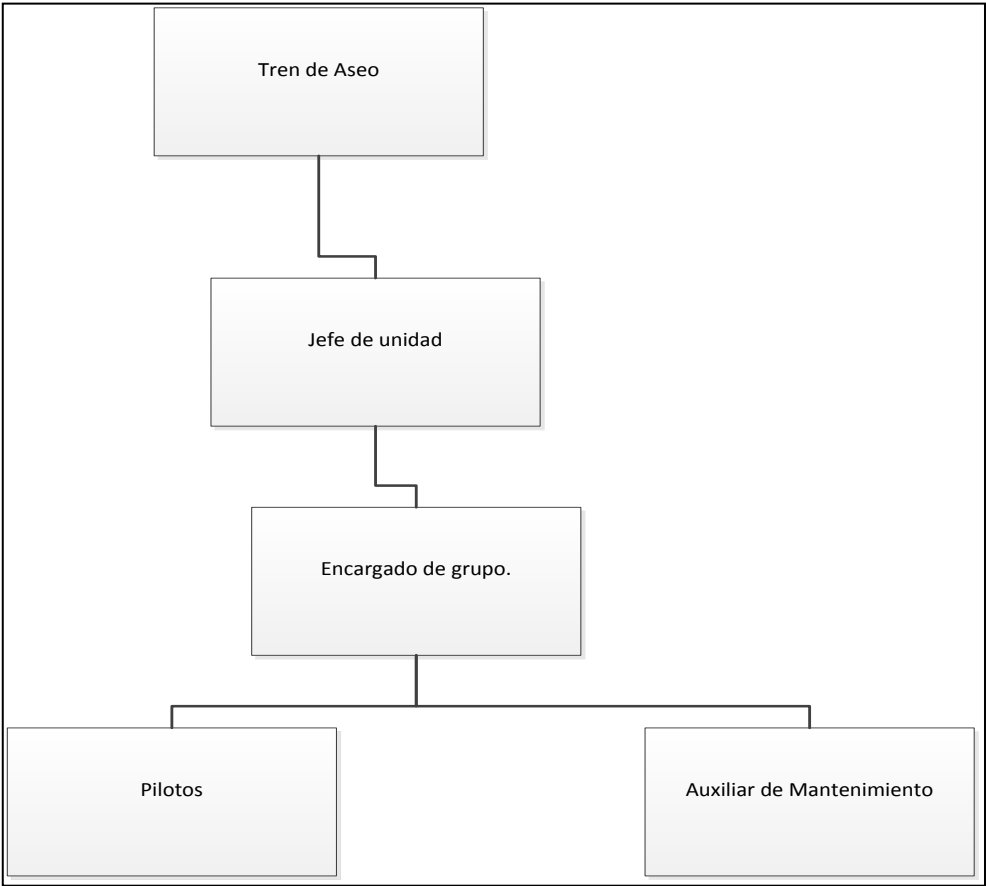 Tren de Aseo
Jefe de unidad
Encargado de grupo.
Pilotos
Auxiliar de Mantenimiento